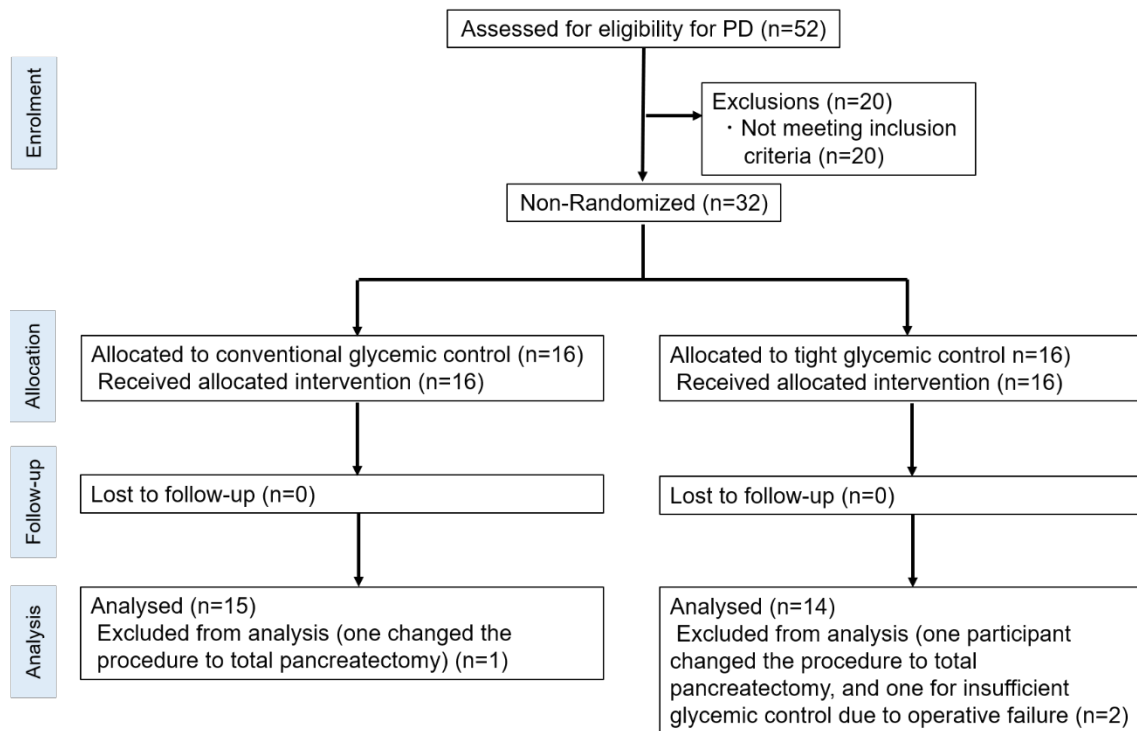 Assessed for eligibility for PD (n=52)
Enrolment
Exclusions (n=20)
・Not meeting inclusion
criteria (n=20)
Non-Randomized (n=32)
Allocation
Allocated to conventional glycemic control (n=16)
Received allocated intervention (n=16)
Allocated to tight glycemic control n=16)
Received allocated intervention (n=16)
Follow-up
Lost to follow-up (n=0)
Lost to follow-up (n=0)
Analysis
Analysed (n=15)
Excluded from analysis (one changed the
procedure to total pancreatectomy) (n=1)
Analysed (n=14)
Excluded from analysis (one participant
changed the procedure to total
pancreatectomy, and one for insufficient
glycemic control due to operative failure (n=2)